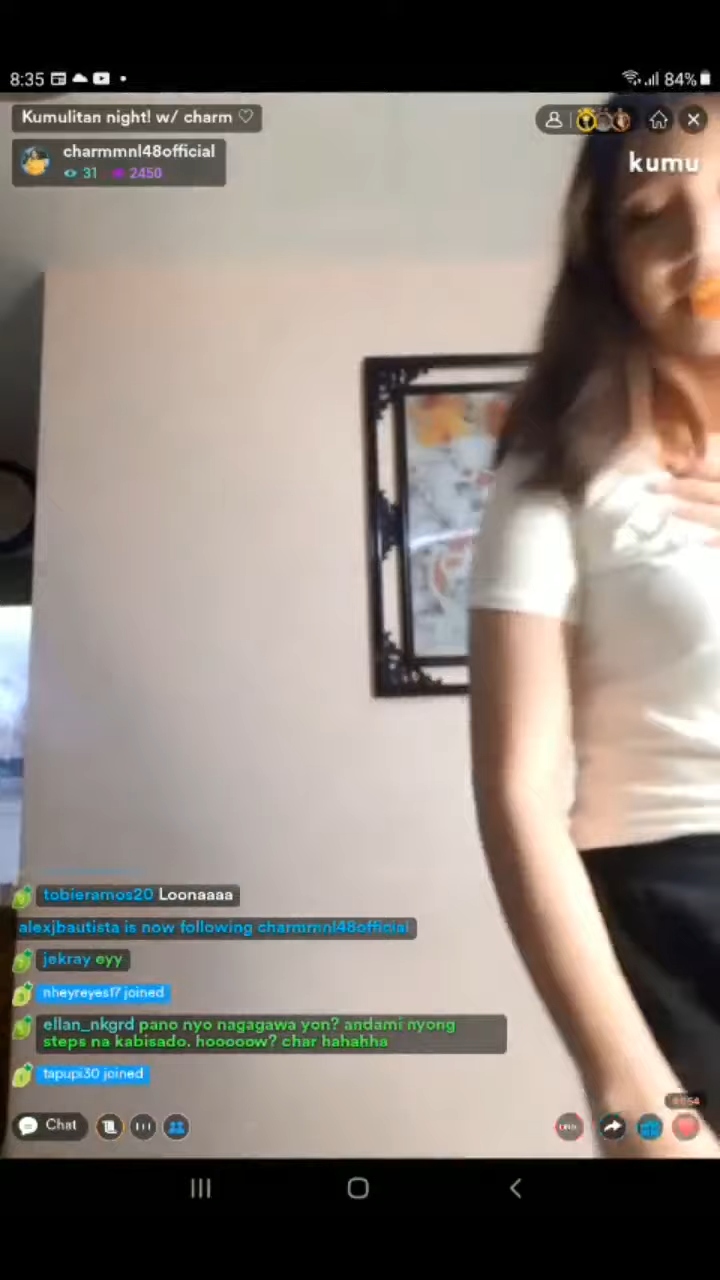 8:35
84%
Kumulitan night! w/ charm ♡
charmmnl48official
31 2450
kumu
tobieramos20 Loonaaaa
alexjbautista is now following charmmnl48official
jekray eyy
nheyreyes17 joined
ellan_nkgrd pano nyo nagagawa yon? andami nyong
steps na kabisado. hooooow? char hahahha
tapupi30 joined
Chat